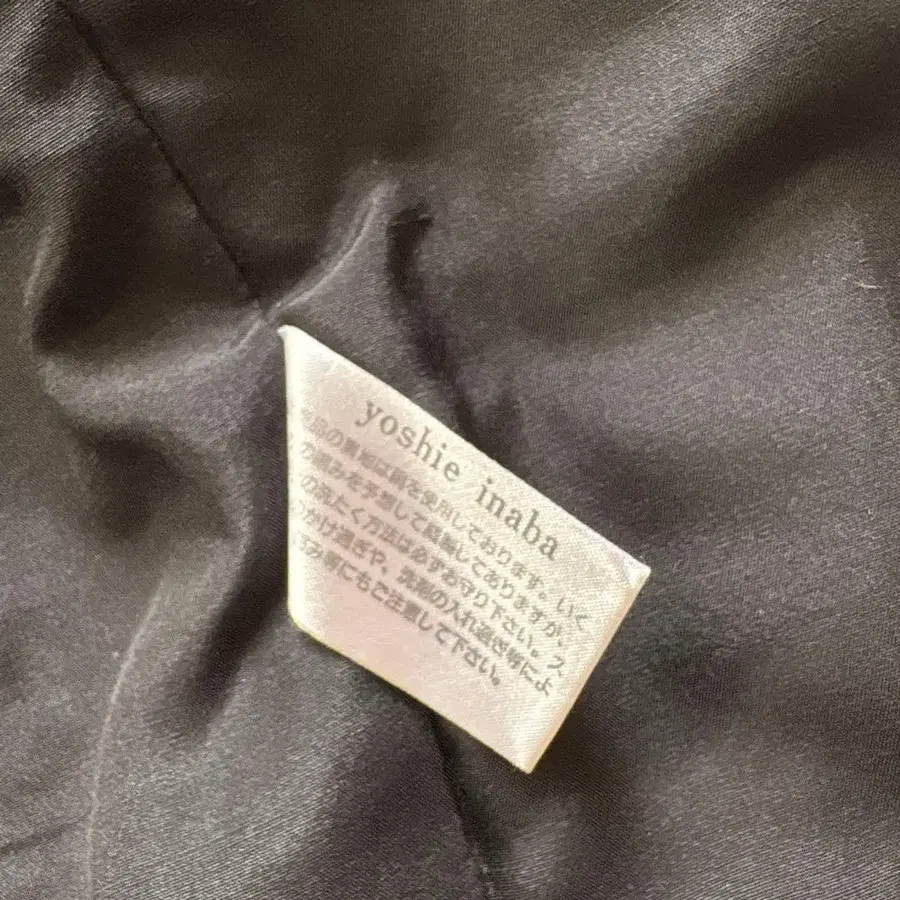 yoshie inaba
品の裏地は絹を使用しております。いく
の縮みを予想して縫製してありますが、ス
の洗たく方法は必ずお守り下さい。
かけ過ぎや、洗剤の入れ過ぎ等によ
み等にもご注意して下さい。